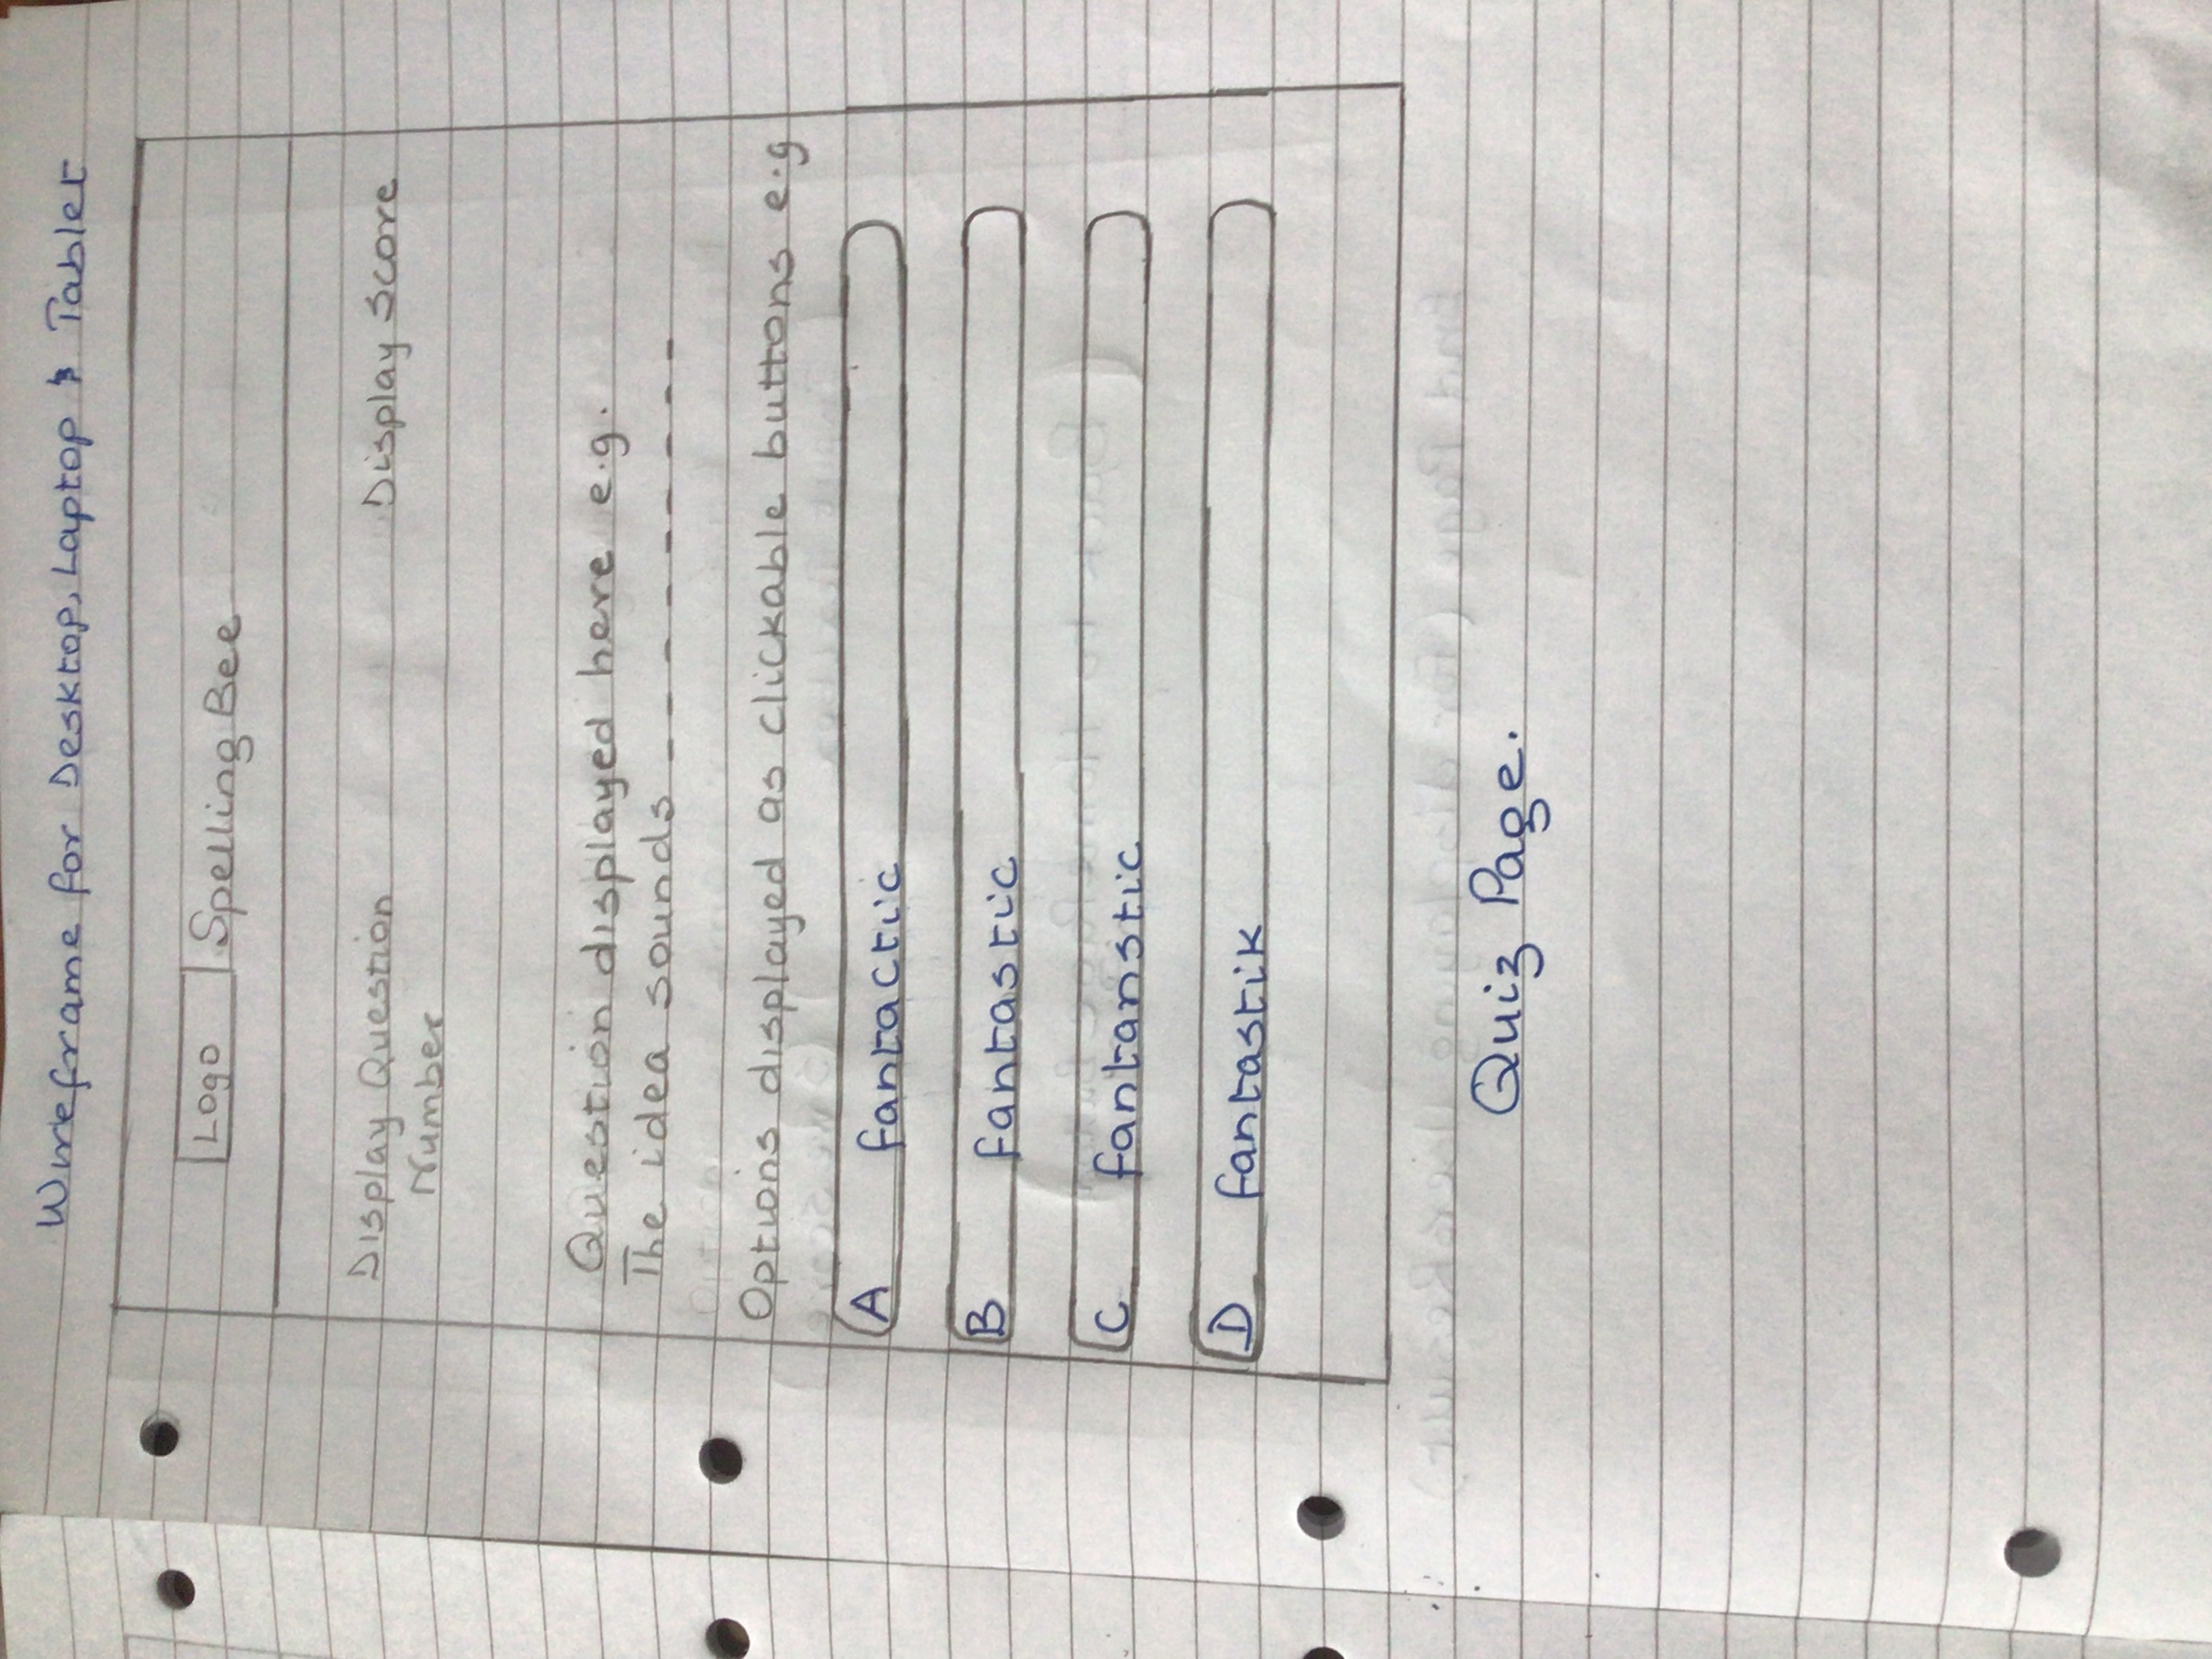 Wireframe for Desktop, Laptop & Tablet
Logo Spelling Bee
Display Question Display Score
Number
Question displayed here e.g.
The idea sounds _ _ _ _ _ _ _ _ _
Options displayed as clickable buttons e.g
A fantactic
B fantastic
C fantanstic
D fantastik
Quiz Page.